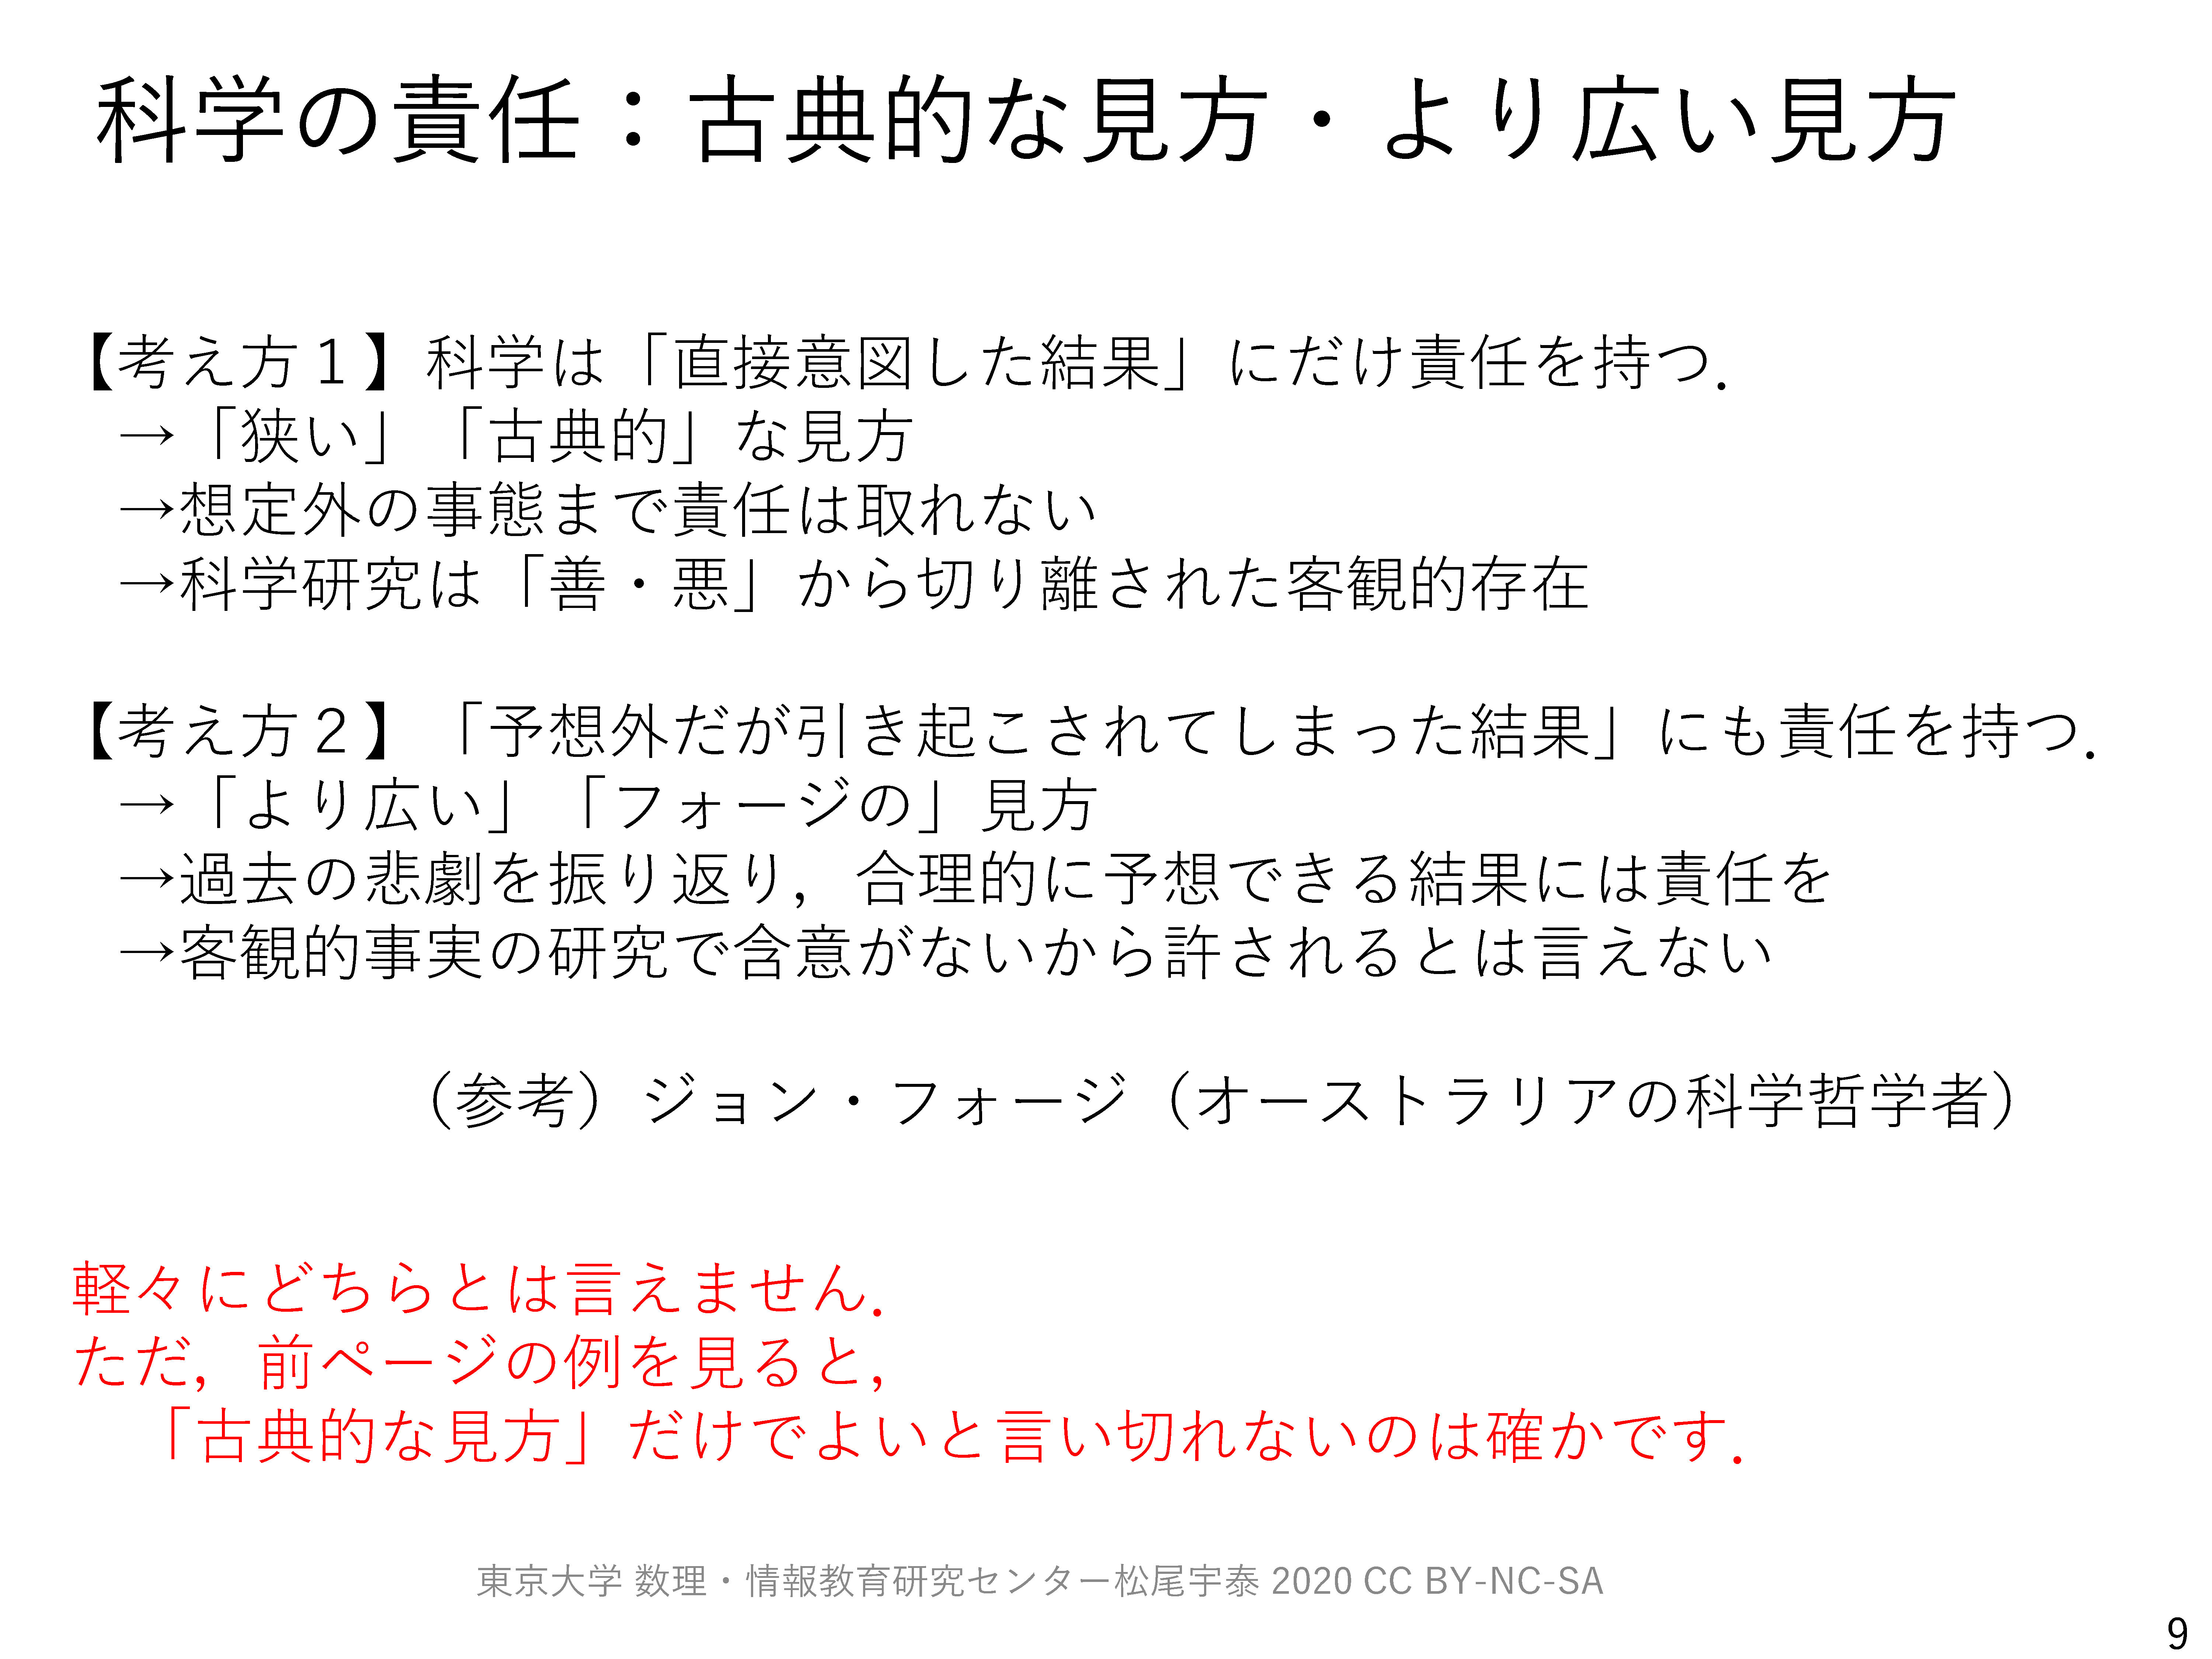 科学の責任：古典的な見方・より広い見方
【考え方１】科学は「直接意図した結果」にだけ責任を持つ．
→「狭い」「古典的」な見方
→想定外の事態まで責任は取れない
→科学研究は「善・悪」から切り離された客観的存在
【考え方２】「予想外だが引き起こされてしまった結果」にも責任を持つ．
→「より広い」「フォージの」見方
→過去の悲劇を振り返り，合理的に予想できる結果には責任を
→客観的事実の研究で含意がないから許されるとは言えない
（参考）ジョン・フォージ（オーストラリアの科学哲学者）
軽々にどちらとは言えません．
ただ，前ページの例を見ると，
「古典的な見方」だけでよいと言い切れないのは確かです．
東京大学 数理・情報教育研究センター松尾宇泰 2020 CC BY-NC-SA
9